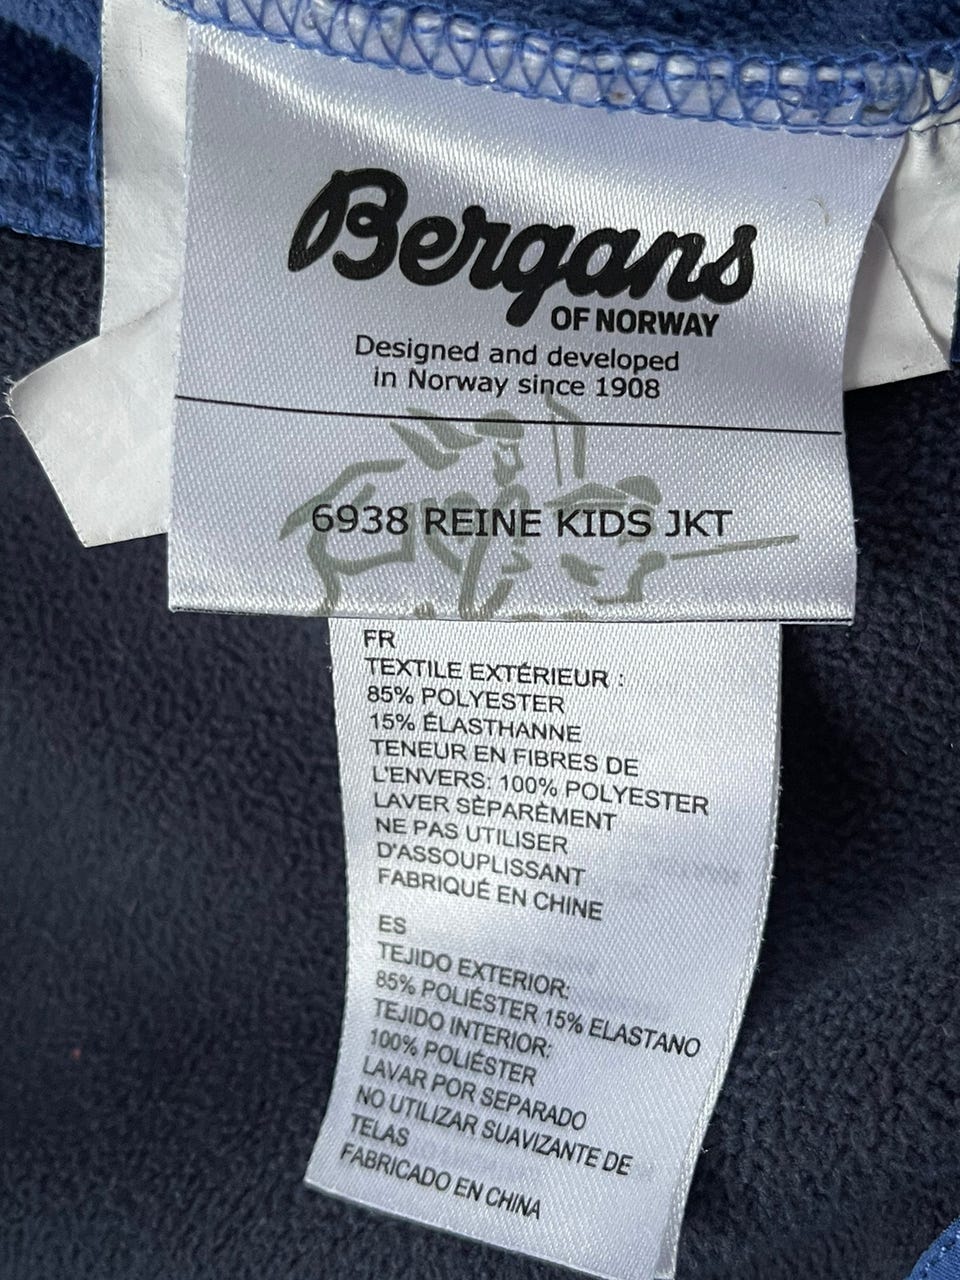 Bergans
OF NORWAY
Designed and developed
in Norway since 1908
6938 REINE KIDS JKT
FR
TEXTILE EXTÉRIEUR :
85% POLYESTER
15% ÉLASTHANNE
TENEUR EN FIBRES DE
L'ENVERS: 100% POLYESTER
LAVER SÈPARÈMENT
NE PAS UTILISER
D'ASSOUPLISSANT
FABRIQUÉ EN CHINE
ES
TEJIDO EXTERIOR:
85% POLIÉSTER 15% ELASTANO
TEJIDO INTERIOR:
100% POLIÉSTER
LAVAR POR SEPARADO
NO UTILIZAR SUAVIZANTE DE
TELAS
FABRICADO EN CHINA